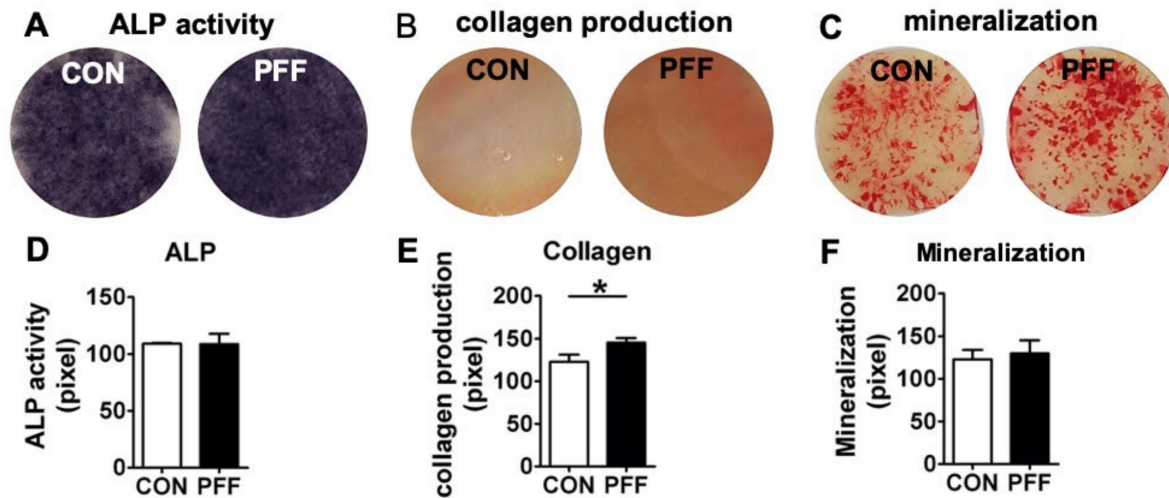 A ALP activity
CON PFF
B collagen production
CON PFF
C mineralization
CON PFF
D ALP
ALP activity
(pixel)
150
100
50
0
CON PFF
E Collagen
collagen production
(pixel)
200
150
100
50
0
*
CON PFF
F Mineralization
Mineralization
(pixel)
200
150
100
50
0
CON PFF